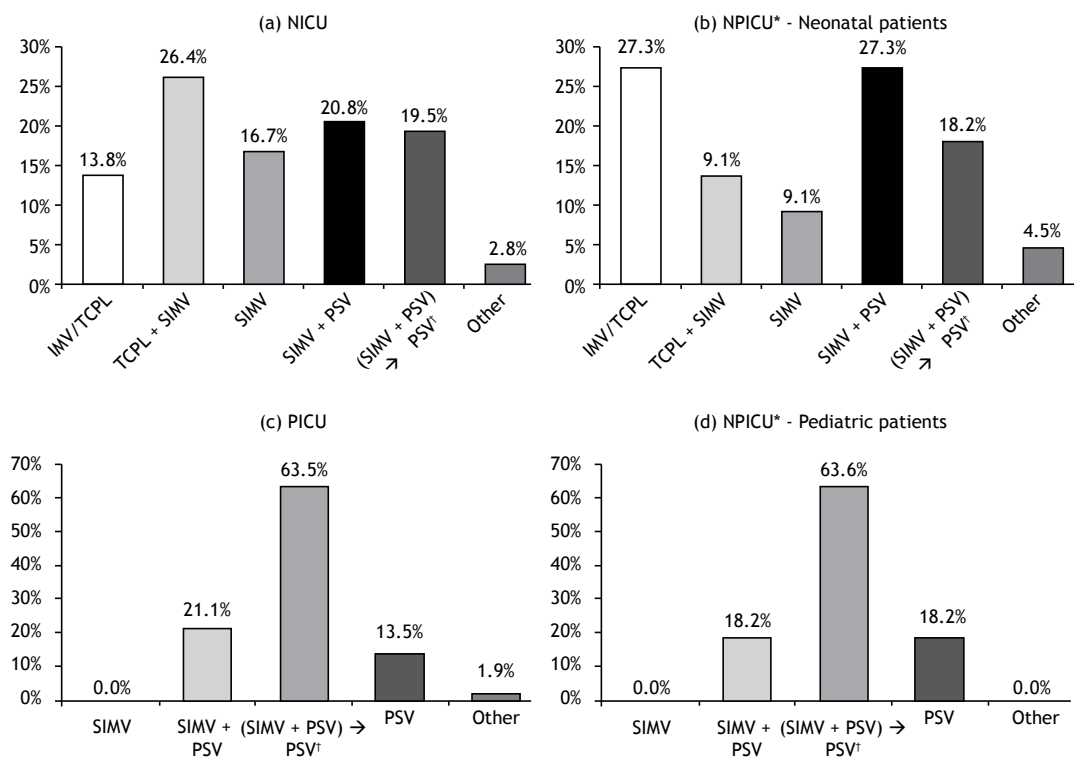 (a) NICU
30%
25%
20%
15%
10%
5%
0%
13.8%
26.4%
16.7%
20.8%
19.5%
2.8%
IMV/TCPL
TCPL + SIMV
SIMV
SIMV + PSV
(SIMV + PSV)
→ PSV†
Other
(b) NPICU* - Neonatal patients
30%
25%
20%
15%
10%
5%
0%
27.3%
9.1%
9.1%
27.3%
18.2%
4.5%
IMV/TCPL
TCPL + SIMV
SIMV
SIMV + PSV
(SIMV + PSV)
→ PSV†
Other
(c) PICU
70%
60%
50%
40%
30%
20%
10%
0%
0.0%
21.1%
63.5%
13.5%
1.9%
SIMV
SIMV +
PSV
(SIMV + PSV) →
PSV†
PSV
Other
(d) NPICU* - Pediatric patients
70%
60%
50%
40%
30%
20%
10%
0%
0.0%
18.2%
63.6%
18.2%
0.0%
SIMV
SIMV +
PSV
(SIMV + PSV) →
PSV†
PSV
Other